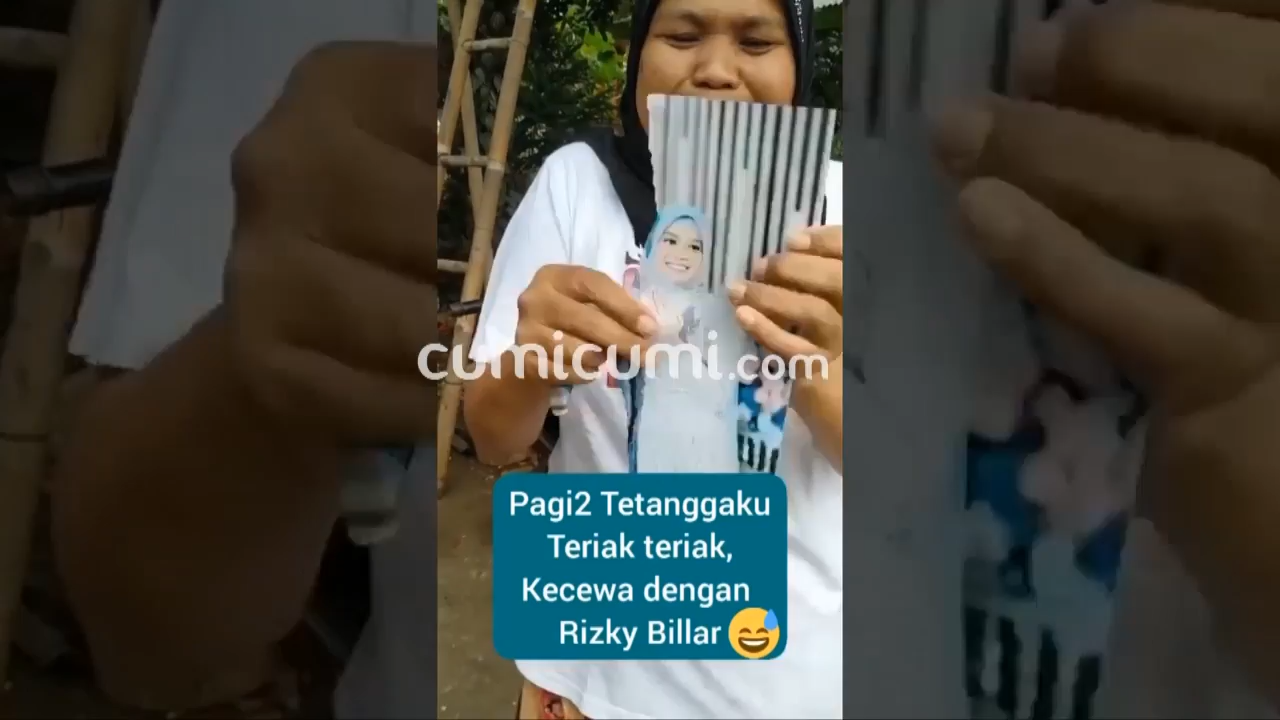 cumicumi.com
Pagi2 Tetanggaku
Teriak teriak,
Kecewa dengan
Rizky Billar